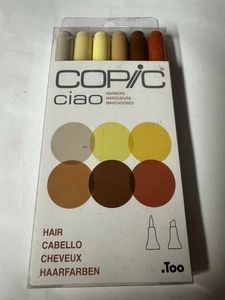 COPIC
ciao
MARKERS
MARQUEURS
MARCADORES
HAIR
CABELLO
CHEVEUX
HAARFARBEN
.Too